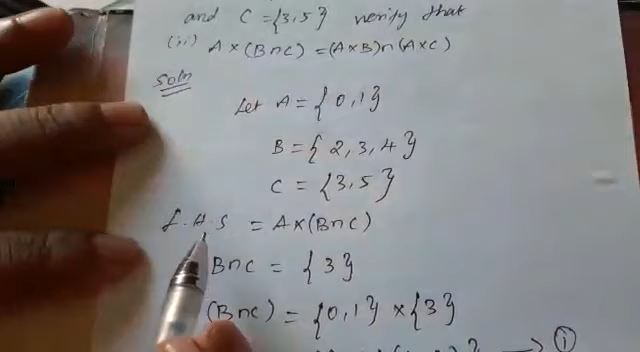 and C = {3,5} verify that
(ii) A×(B∩C) = (A×B)∩(A×C)
Soln
Let A = {0,1}
B = {2,3,4}
C = {3,5}
L.H.S = A×(B∩C)
B∩C = {3}
(B∩C) = {0,1} × {3}
→ ①